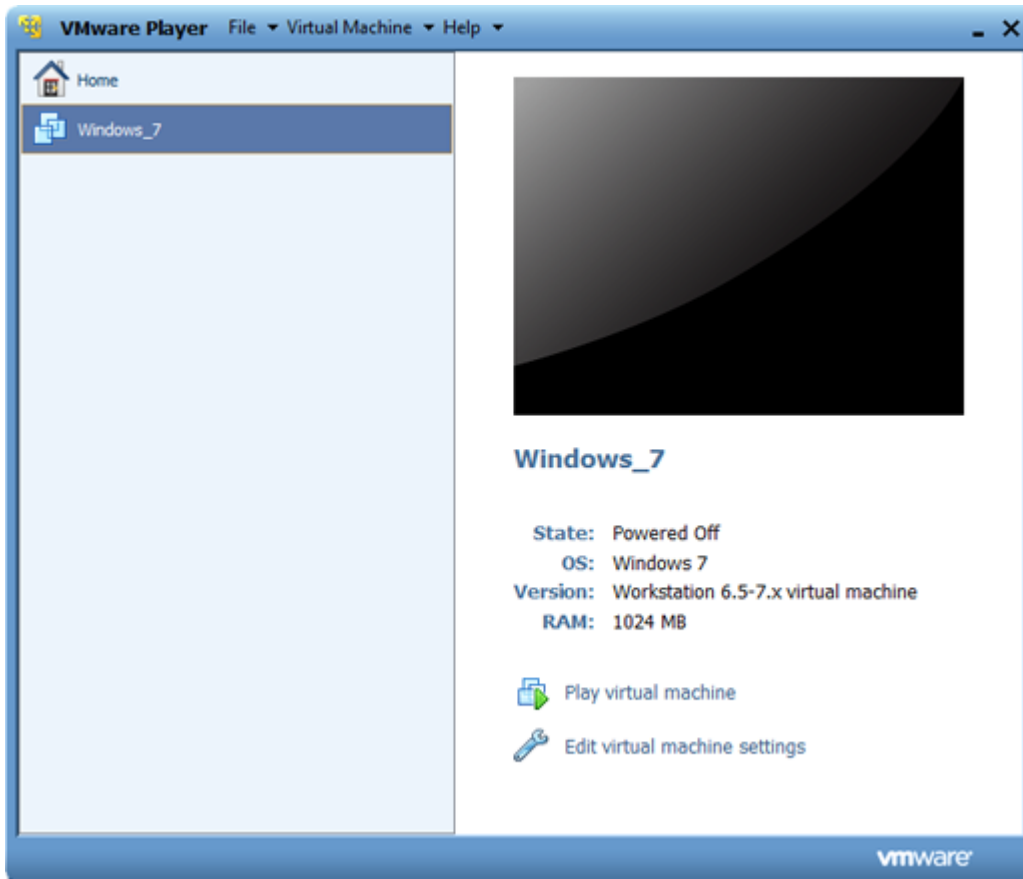 VMware Player File Virtual Machine Help
Home
Windows_7
Windows_7
State: Powered Off
OS: Windows 7
Version: Workstation 6.5-7.x virtual machine
RAM: 1024 MB
Play virtual machine
Edit virtual machine settings
vmware